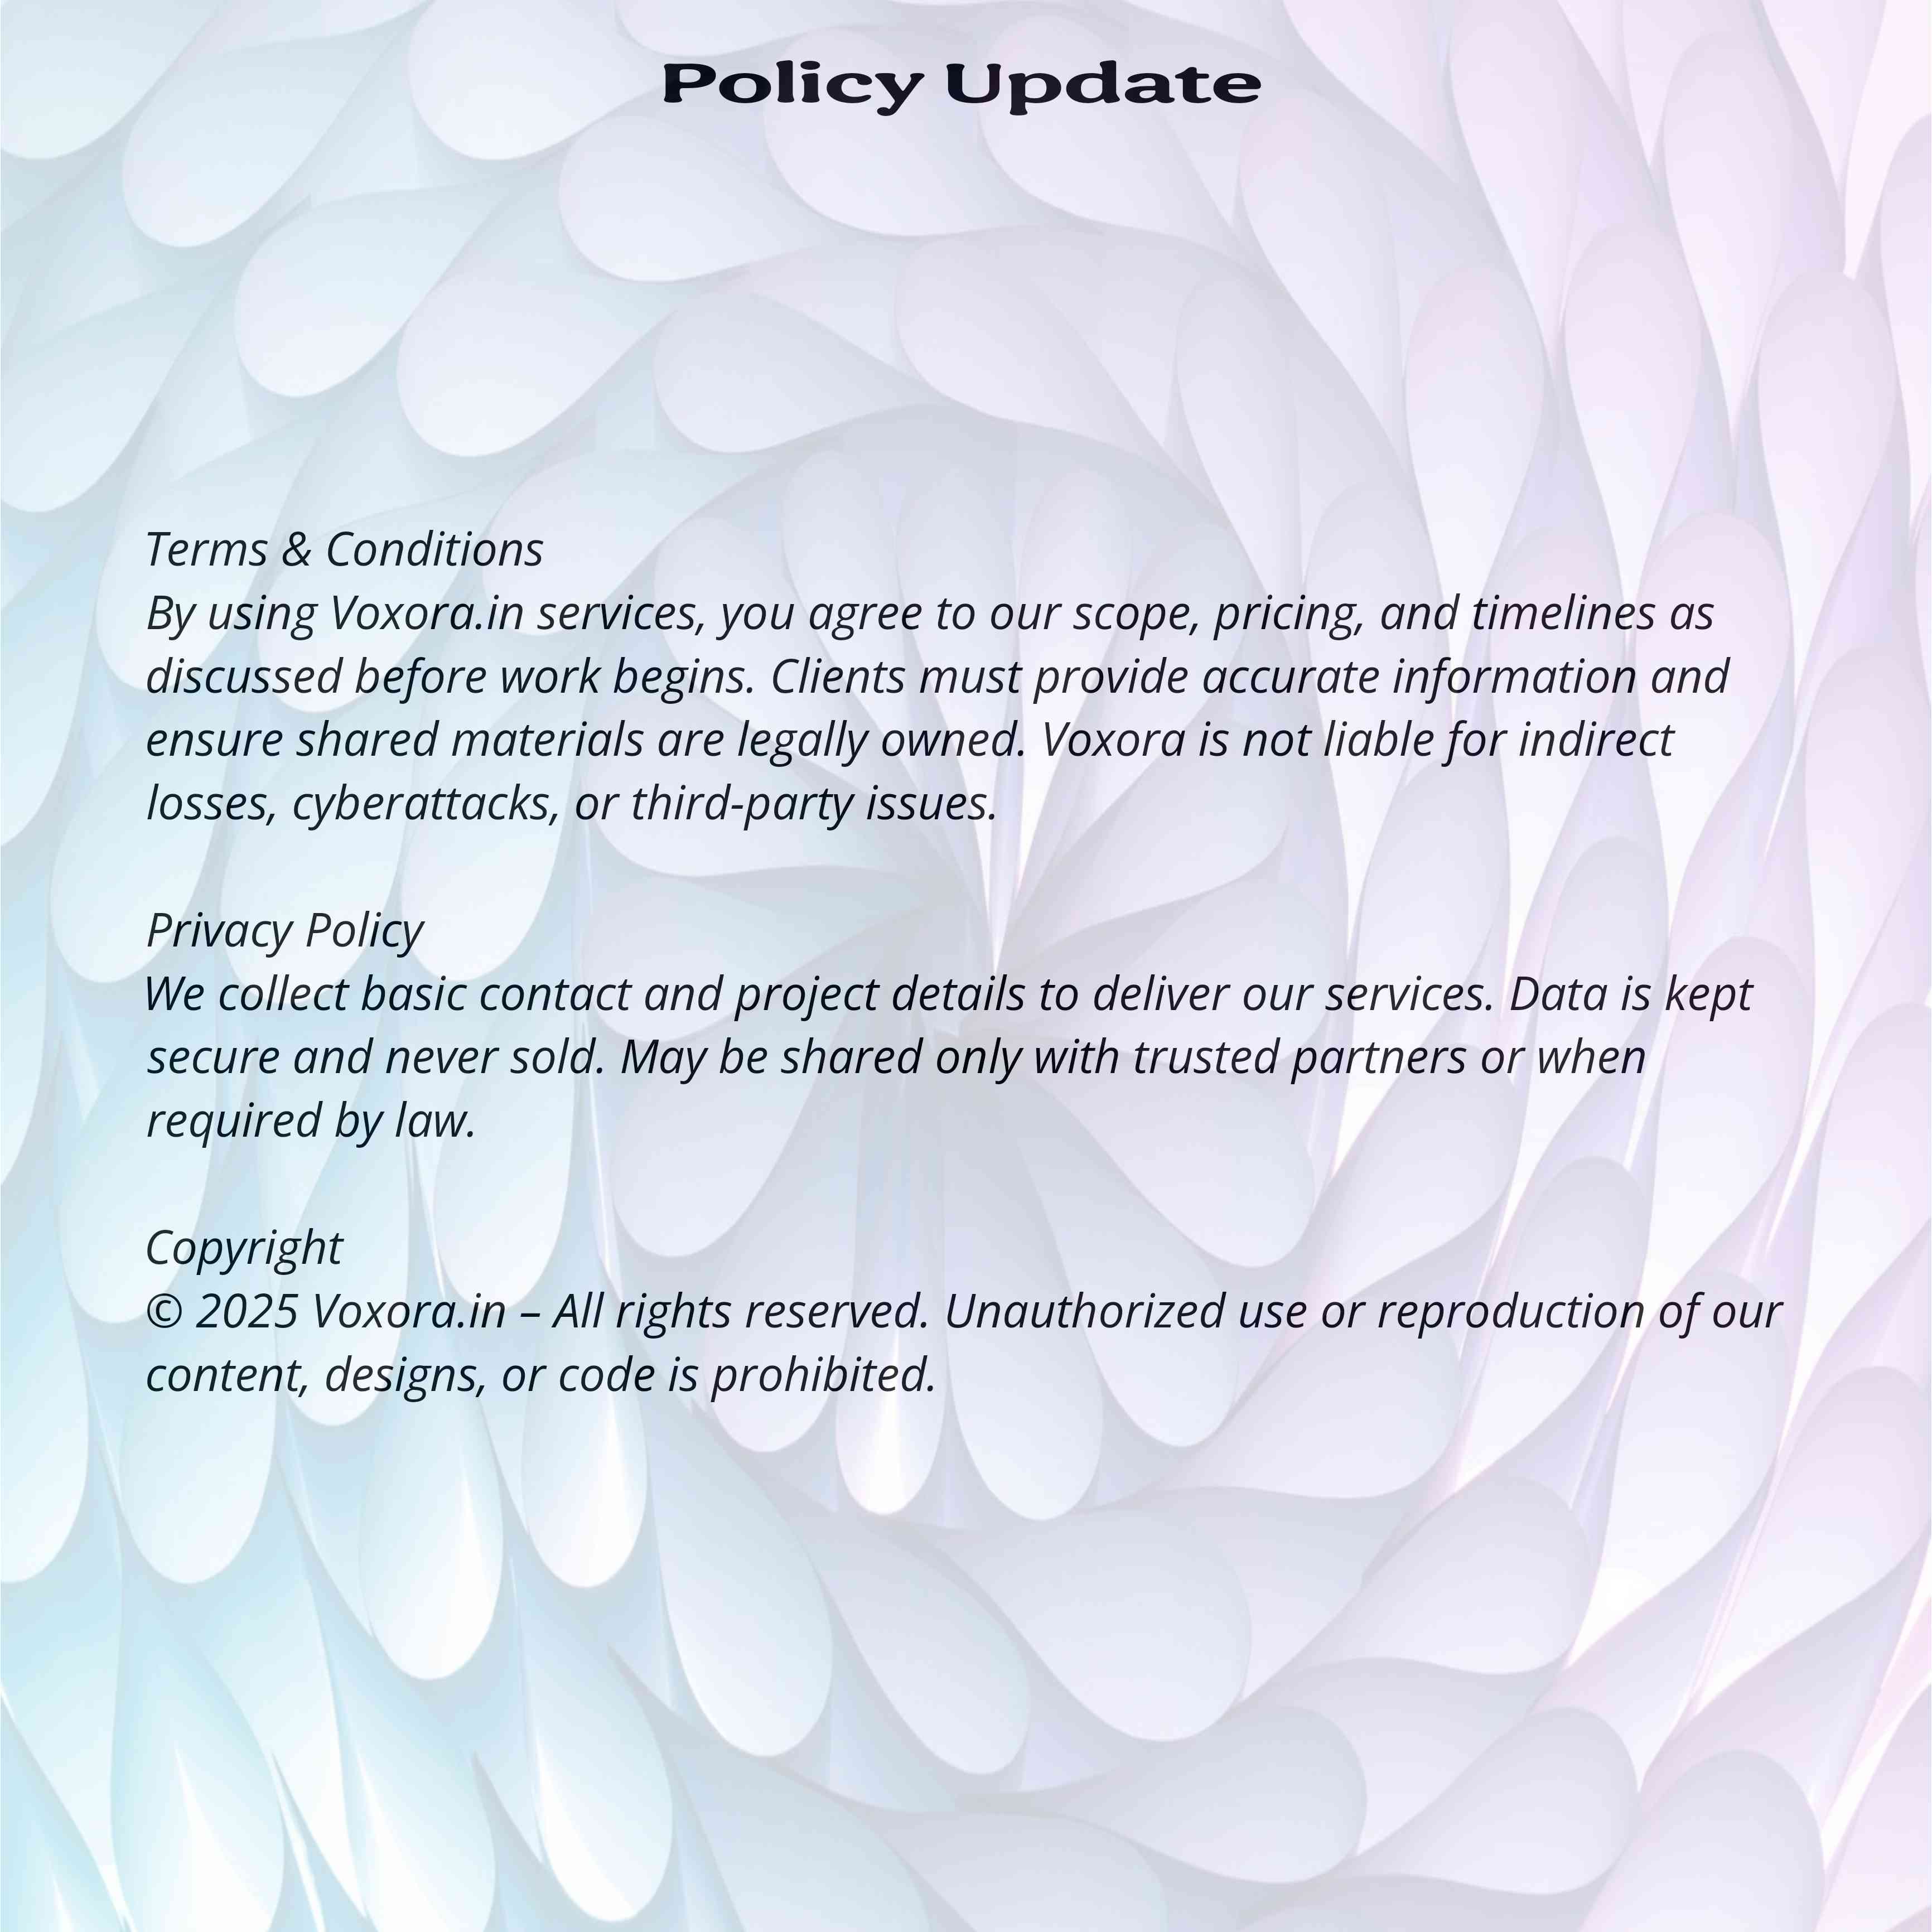 Policy Update
Terms & Conditions
By using Voxora.in services, you agree to our scope, pricing, and timelines as
discussed before work begins. Clients must provide accurate information and
ensure shared materials are legally owned. Voxora is not liable for indirect
losses, cyberattacks, or third-party issues.
Privacy Policy
We collect basic contact and project details to deliver our services. Data is kept
secure and never sold. May be shared only with trusted partners or when
required by law.
Copyright
© 2025 Voxora.in – All rights reserved. Unauthorized use or reproduction of our
content, designs, or code is prohibited.